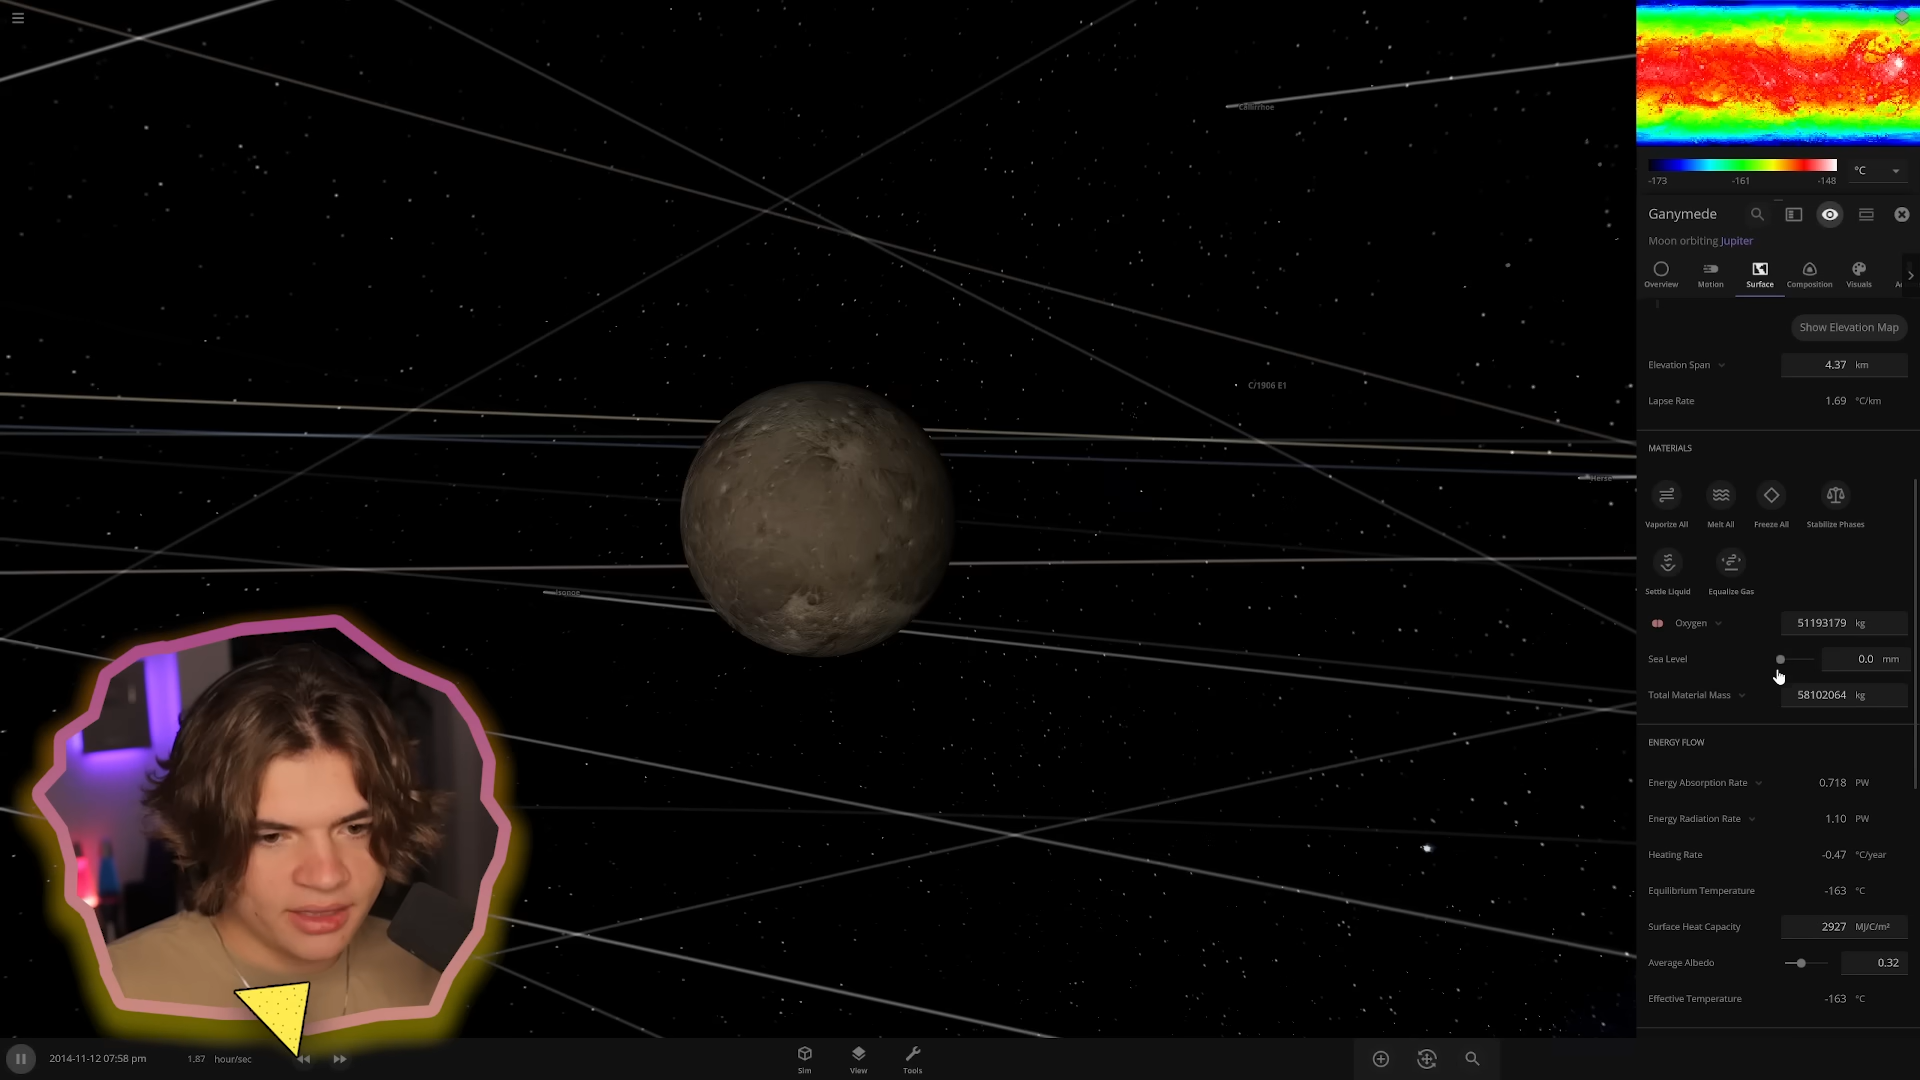 Callirrhoe
-173
-161
-148
°C
Ganymede
Moon orbiting Jupiter
Overview
Motion
Surface
Composition
Visuals
Show Elevation Map
Elevation Span 4.37 km
C/1906 E1
Lapse Rate 1.69 °C/km
MATERIALS
Herse
Vaporize All
Melt All
Freeze All
Stabilize Phases
Settle Liquid
Equalize Gas
Isonoe
Oxygen 51193179 kg
Sea Level 0.0 mm
Total Material Mass 58102064 kg
ENERGY FLOW
Energy Absorption Rate 0.718 PW
Energy Radiation Rate 1.10 PW
Heating Rate -0.47 °C/year
Equilibrium Temperature -163 °C
Surface Heat Capacity 2927 MJ/C/m²
Average Albedo 0.32
Effective Temperature -163 °C
2014-11-12 07:58 pm 1.87 hour/sec
Sim
View
Tools